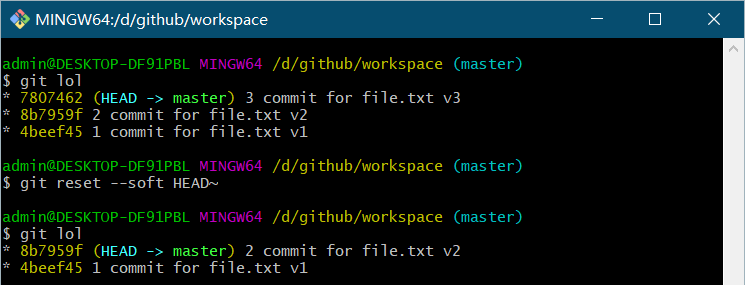 MINGW64:/d/github/workspace
admin@DESKTOP-DF91PBL MINGW64 /d/github/workspace (master)
$ git lol
* 7807462 (HEAD -> master) 3 commit for file.txt v3
* 8b7959f 2 commit for file.txt v2
* 4beef45 1 commit for file.txt v1
admin@DESKTOP-DF91PBL MINGW64 /d/github/workspace (master)
$ git reset --soft HEAD~
admin@DESKTOP-DF91PBL MINGW64 /d/github/workspace (master)
$ git lol
* 8b7959f (HEAD -> master) 2 commit for file.txt v2
* 4beef45 1 commit for file.txt v1